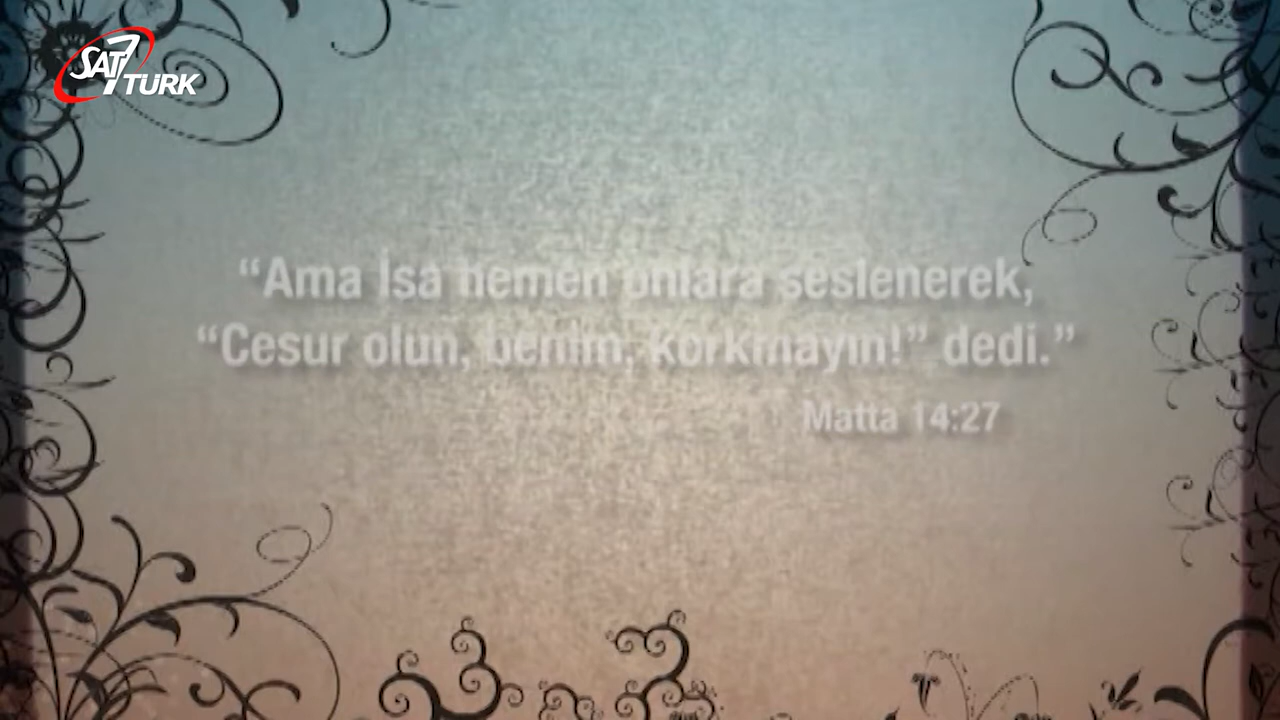 SAT 7 TURK
“Ama İsa hemen onlara seslenerek,
“Cesur olun, benim, korkmayın!” dedi.”
Matta 14:27